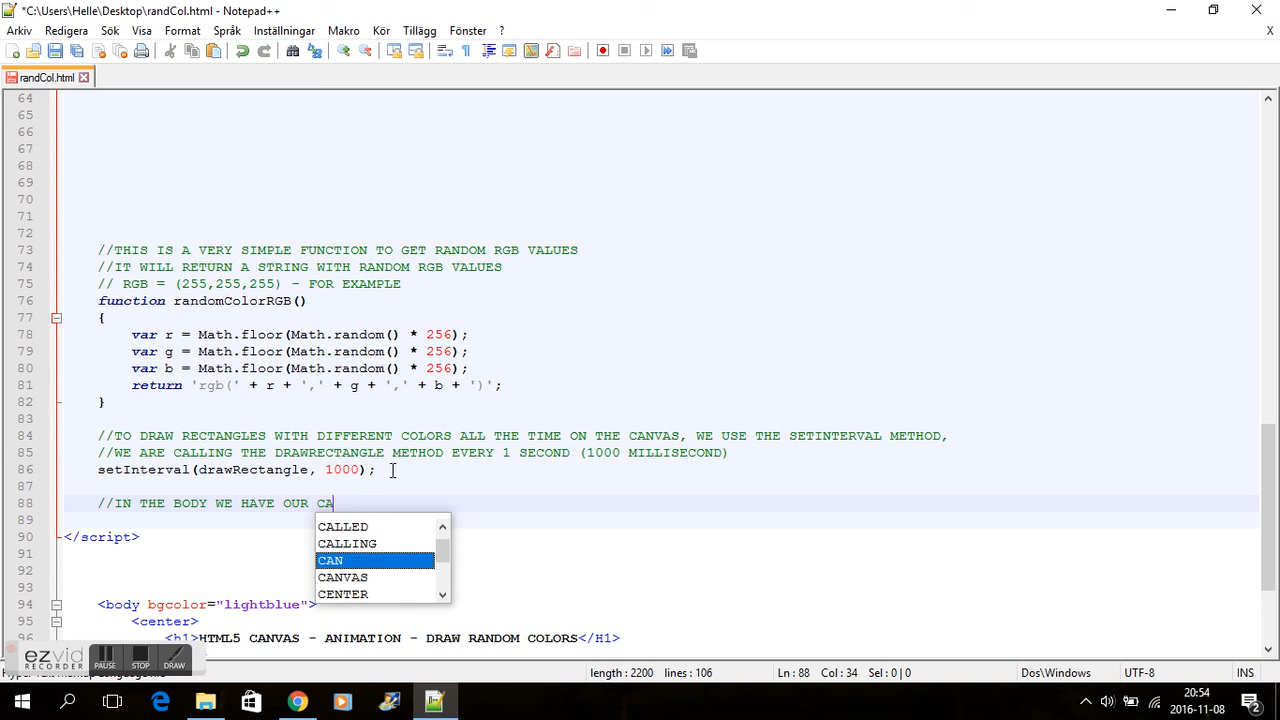 *C:\Users\Helle\Desktop\randCol.html - Notepad++
Arkiv Redigera Sök Visa Format Språk Inställningar Makro Kör Tillägg Fönster ? X
randCol.html
64
65
66
67
68
69
70
71
72
73 //THIS IS A VERY SIMPLE FUNCTION TO GET RANDOM RGB VALUES
74 //IT WILL RETURN A STRING WITH RANDOM RGB VALUES
75 // RGB = (255,255,255) - FOR EXAMPLE
76 function randomColorRGB()
77 {
78 var r = Math.floor(Math.random() * 256);
79 var g = Math.floor(Math.random() * 256);
80 var b = Math.floor(Math.random() * 256);
81 return 'rgb(' + r + ',' + g + ',' + b + ')';
82 }
83
84 //TO DRAW RECTANGLES WITH DIFFERENT COLORS ALL THE TIME ON THE CANVAS, WE USE THE SETINTERVAL METHOD,
85 //WE ARE CALLING THE DRAWRECTANGLE METHOD EVERY 1 SECOND (1000 MILLISECOND)
86 setInterval(drawRectangle, 1000);
87
88 //IN THE BODY WE HAVE OUR CA
89
CALLED
CALLING
CAN
CANVAS
CENTER
90 </script>
91
92
93
94 <body bgcolor="lightblue">
95 <center>
96 <h1>HTML5 CANVAS - ANIMATION - DRAW RANDOM COLORS</H1>
ezvid
RECORDER
PAUSE STOP DRAW
length : 2200 lines : 106 Ln : 88 Col : 34 Sel : 0 | 0 Dos\Windows UTF-8 INS
20:54
2016-11-08
2